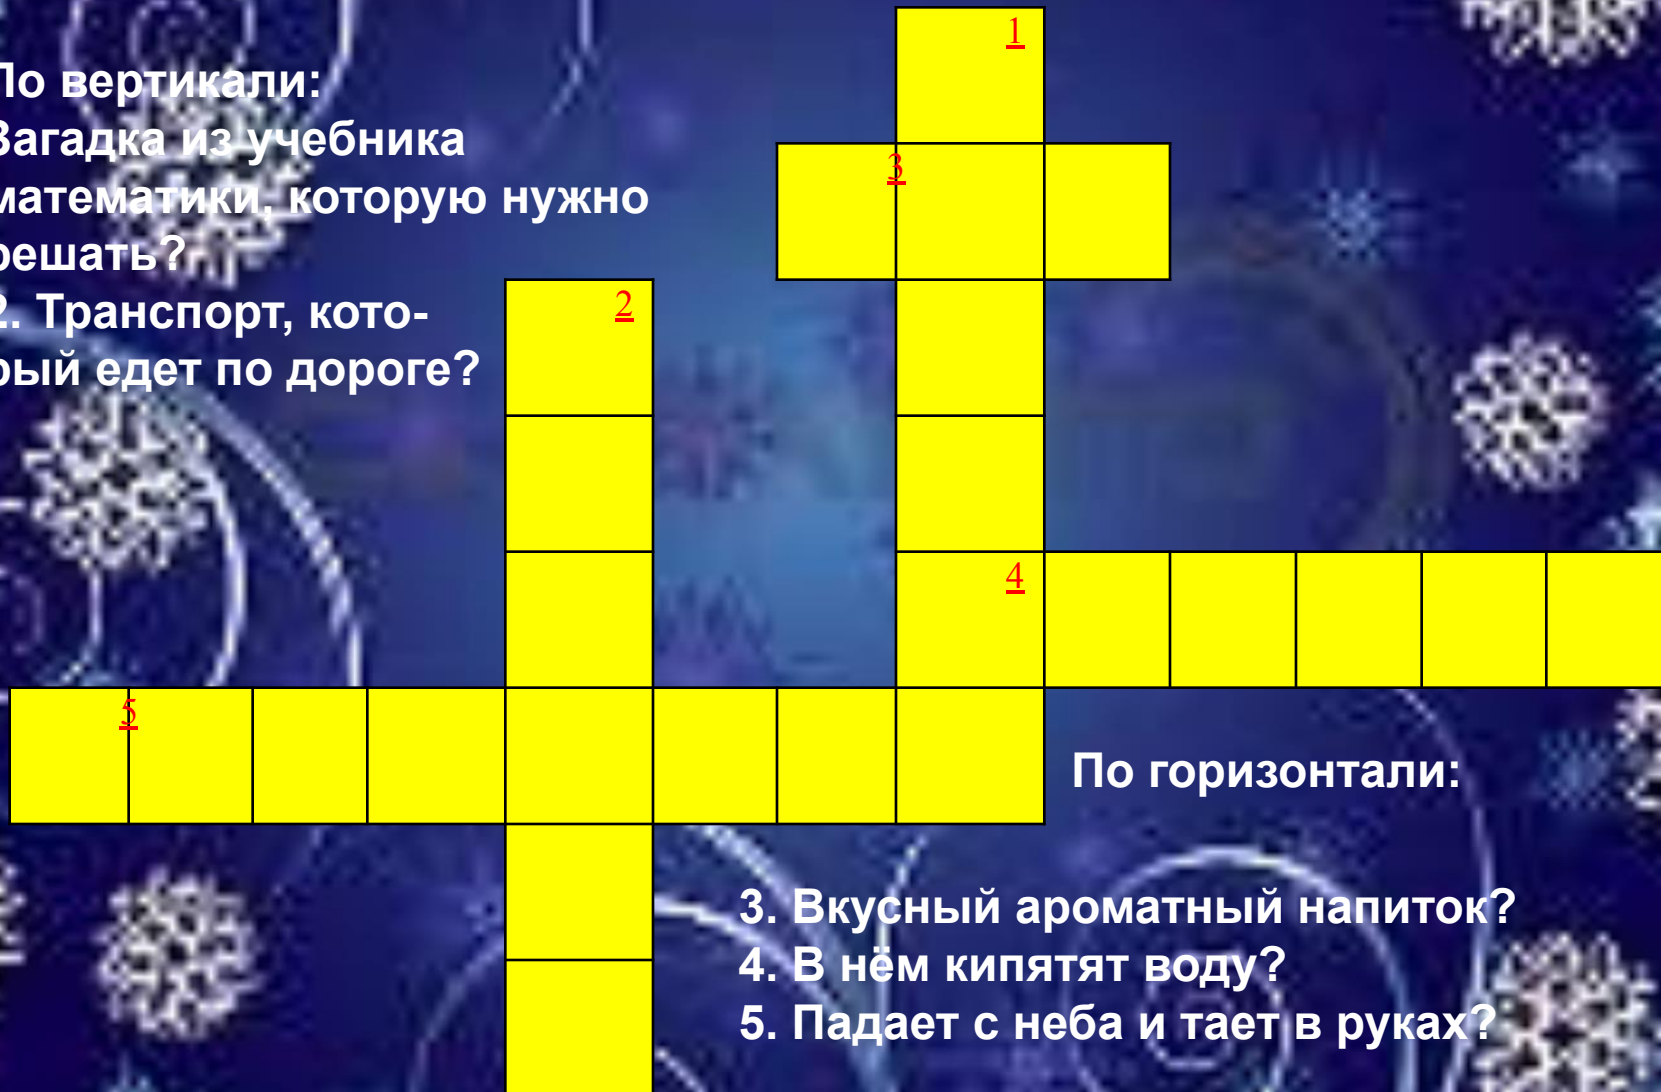 По вертикали:
Загадка из учебника
математики, которую нужно
решать?
2. Транспорт, кото-
рый едет по дороге?
1
3
2
4
5
По горизонтали:
3. Вкусный ароматный напиток?
4. В нём кипятят воду?
5. Падает с неба и тает в руках?